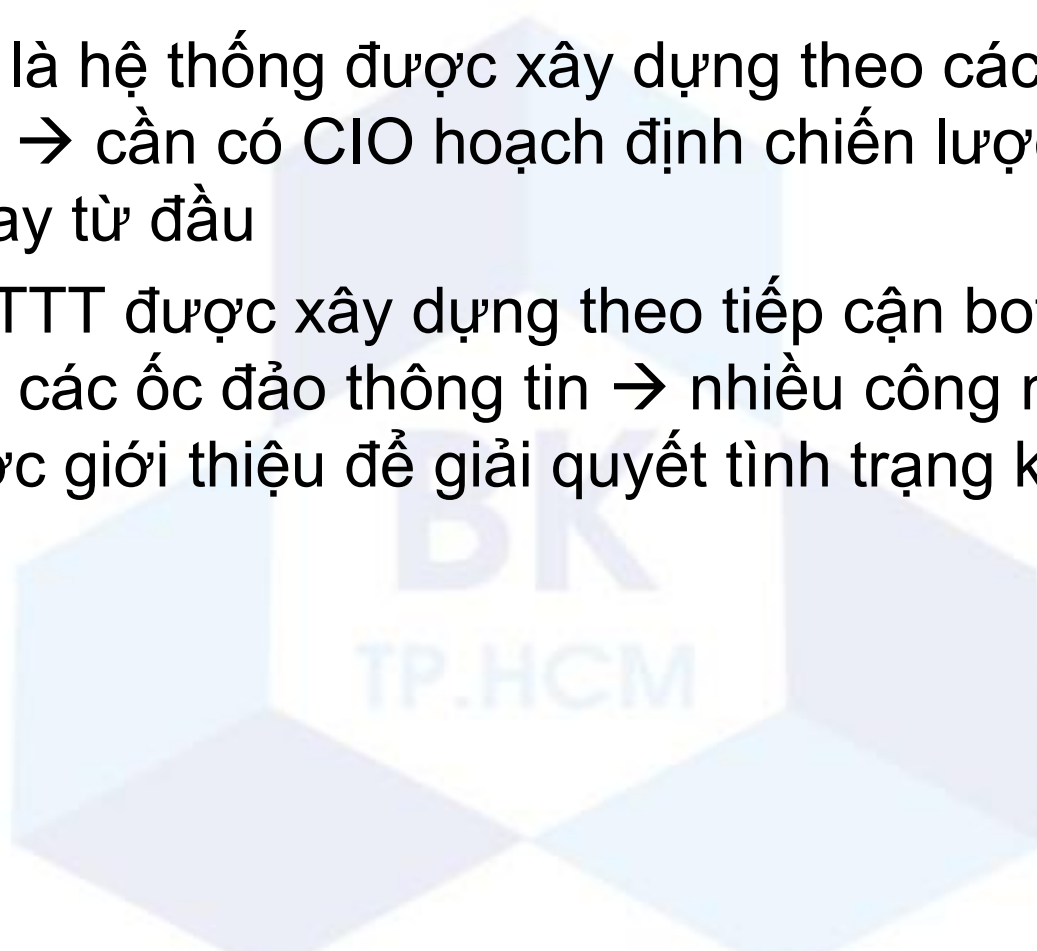 là hệ thống được xây dựng theo các
→ cần có CIO hoạch định chiến lượ
ay từ đầu
TTT được xây dựng theo tiếp cận bo
các ốc đảo thông tin → nhiều công
ợc giới thiệu để giải quyết tình trạng k
BK
TP.HCM